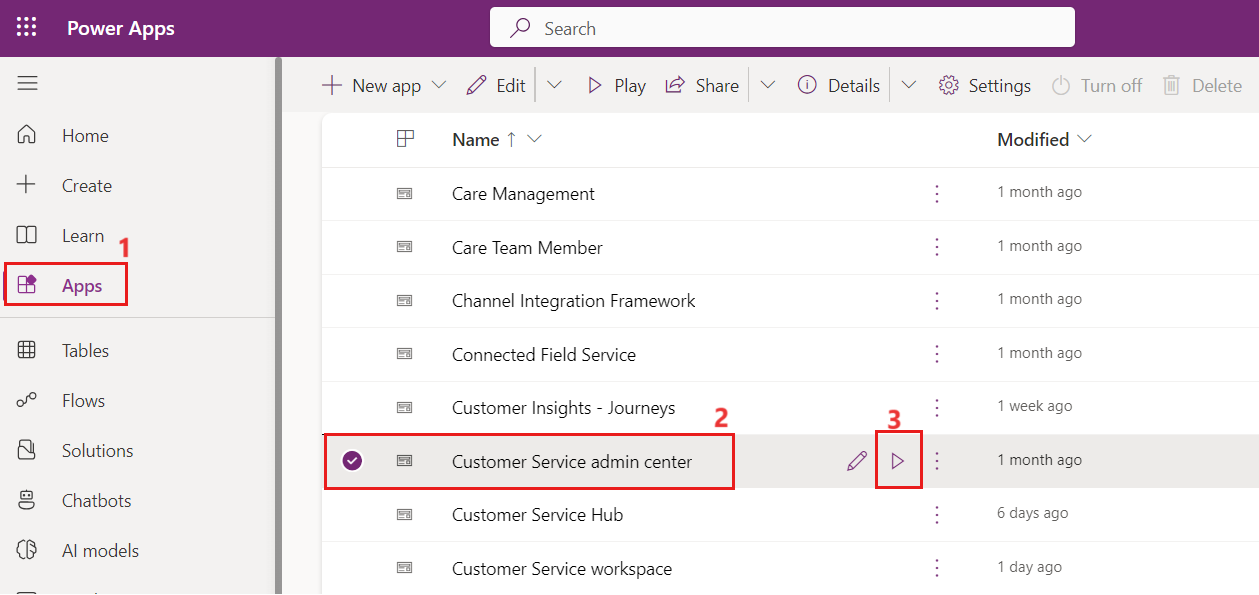 Power Apps
Search
New app Edit Play Share Details Settings Turn off Delete
Home
Create
Learn
1
Apps
Tables
Flows
Solutions
Chatbots
AI models
Name ↑ Modified
Care Management 1 month ago
Care Team Member 1 month ago
Channel Integration Framework 1 month ago
Connected Field Service 1 month ago
Customer Insights - Journeys 1 week ago
2 3
Customer Service admin center 1 month ago
Customer Service Hub 6 days ago
Customer Service workspace 1 day ago